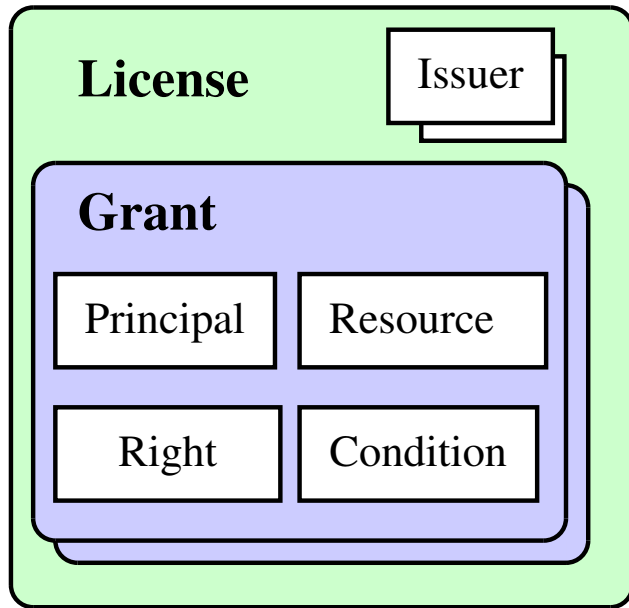 License
Issuer
Grant
Principal
Resource
Right
Condition